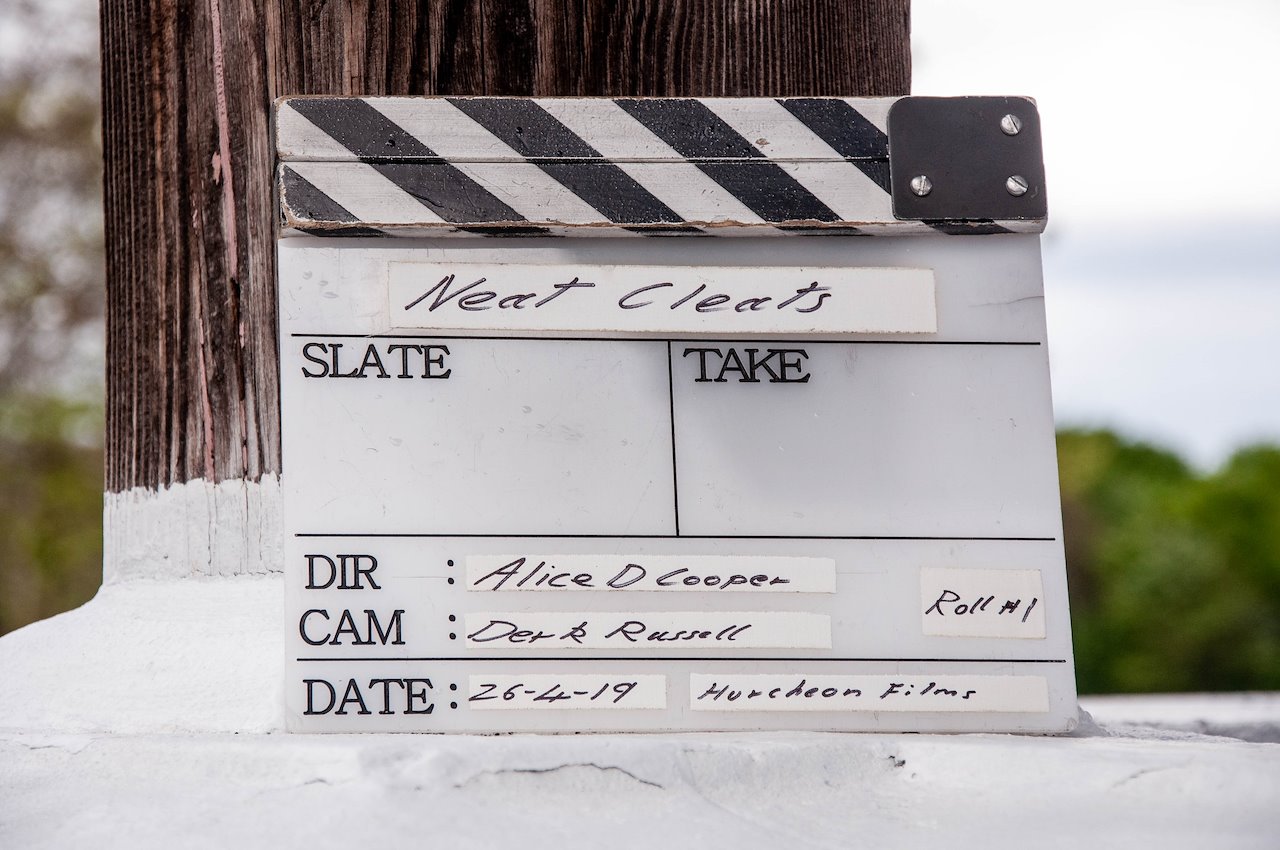 Neat Cleats
SLATE TAKE
DIR : Alice D Cooper
Roll #1
CAM : Derk Russell
DATE : 26-4-19 Hurcheon Films